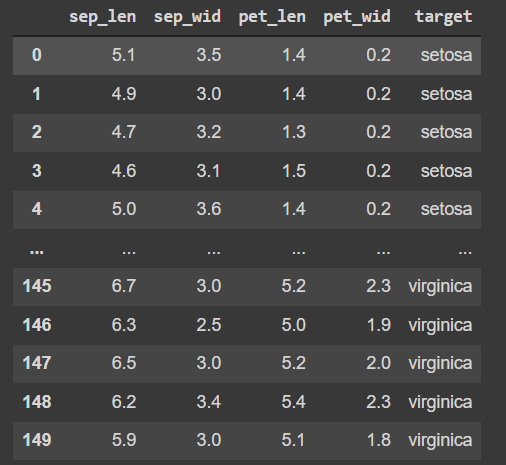 sep_len sep_wid pet_len pet_wid target
0 5.1 3.5 1.4 0.2 setosa
1 4.9 3.0 1.4 0.2 setosa
2 4.7 3.2 1.3 0.2 setosa
3 4.6 3.1 1.5 0.2 setosa
4 5.0 3.6 1.4 0.2 setosa
... ... ... ... ... ...
145 6.7 3.0 5.2 2.3 virginica
146 6.3 2.5 5.0 1.9 virginica
147 6.5 3.0 5.2 2.0 virginica
148 6.2 3.4 5.4 2.3 virginica
149 5.9 3.0 5.1 1.8 virginica